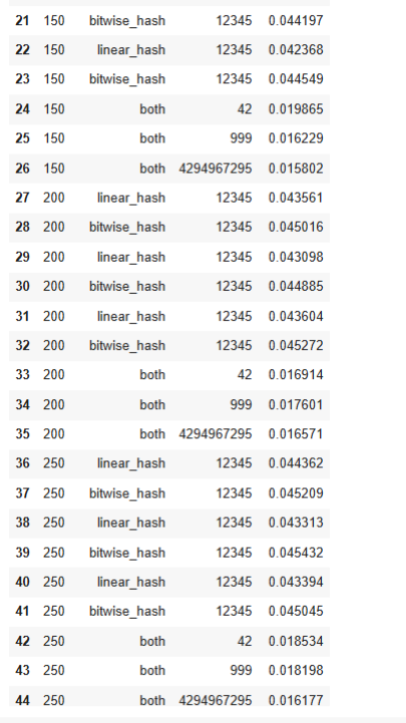 21 150 bitwise_hash 12345 0.044197
22 150 linear_hash 12345 0.042368
23 150 bitwise_hash 12345 0.044549
24 150 both 42 0.019865
25 150 both 999 0.016229
26 150 both 4294967295 0.015802
27 200 linear_hash 12345 0.043561
28 200 bitwise_hash 12345 0.045016
29 200 linear_hash 12345 0.043098
30 200 bitwise_hash 12345 0.044885
31 200 linear_hash 12345 0.043604
32 200 bitwise_hash 12345 0.045272
33 200 both 42 0.016914
34 200 both 999 0.017601
35 200 both 4294967295 0.016571
36 250 linear_hash 12345 0.044362
37 250 bitwise_hash 12345 0.045209
38 250 linear_hash 12345 0.043313
39 250 bitwise_hash 12345 0.045432
40 250 linear_hash 12345 0.043394
41 250 bitwise_hash 12345 0.045045
42 250 both 42 0.018534
43 250 both 999 0.018198
44 250 both 4294967295 0.016177